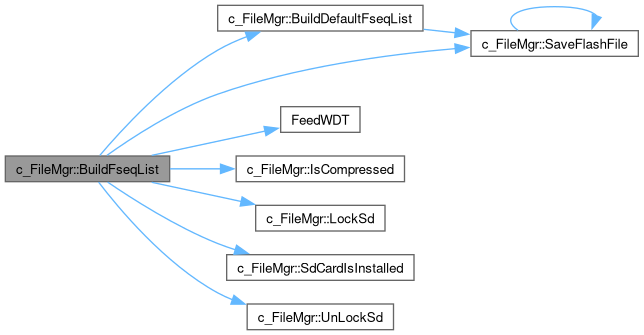 c_FileMgr::BuildDefaultFseqList
c_FileMgr::SaveFlashFile
FeedWDT
c_FileMgr::BuildFseqList
c_FileMgr::IsCompressed
c_FileMgr::LockSd
c_FileMgr::SdCardIsInstalled
c_FileMgr::UnLockSd